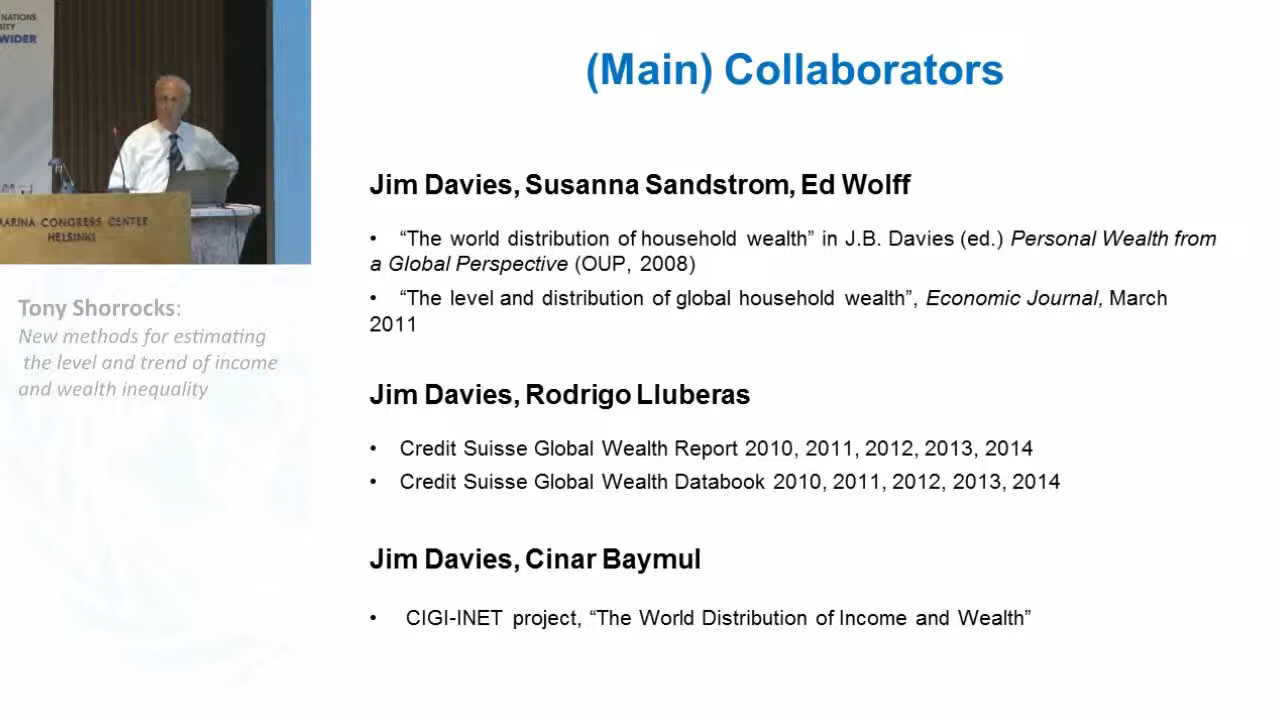 NATIONS
SITY
WIDER
MARINA CONGRESS CENTER
HELSINKI
Tony Shorrocks:
New methods for estimating
the level and trend of income
and wealth inequality
(Main) Collaborators
Jim Davies, Susanna Sandstrom, Ed Wolff
• “The world distribution of household wealth” in J.B. Davies (ed.) Personal Wealth from
a Global Perspective (OUP, 2008)
• “The level and distribution of global household wealth”, Economic Journal, March
2011
Jim Davies, Rodrigo Lluberas
• Credit Suisse Global Wealth Report 2010, 2011, 2012, 2013, 2014
• Credit Suisse Global Wealth Databook 2010, 2011, 2012, 2013, 2014
Jim Davies, Cinar Baymul
• CIGI-INET project, “The World Distribution of Income and Wealth”